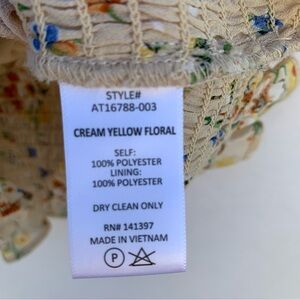 STYLE#
AT16788-003
CREAM YELLOW FLORAL
SELF:
100% POLYESTER
LINING:
100% POLYESTER
DRY CLEAN ONLY
RN# 141397
MADE IN VIETNAM
P